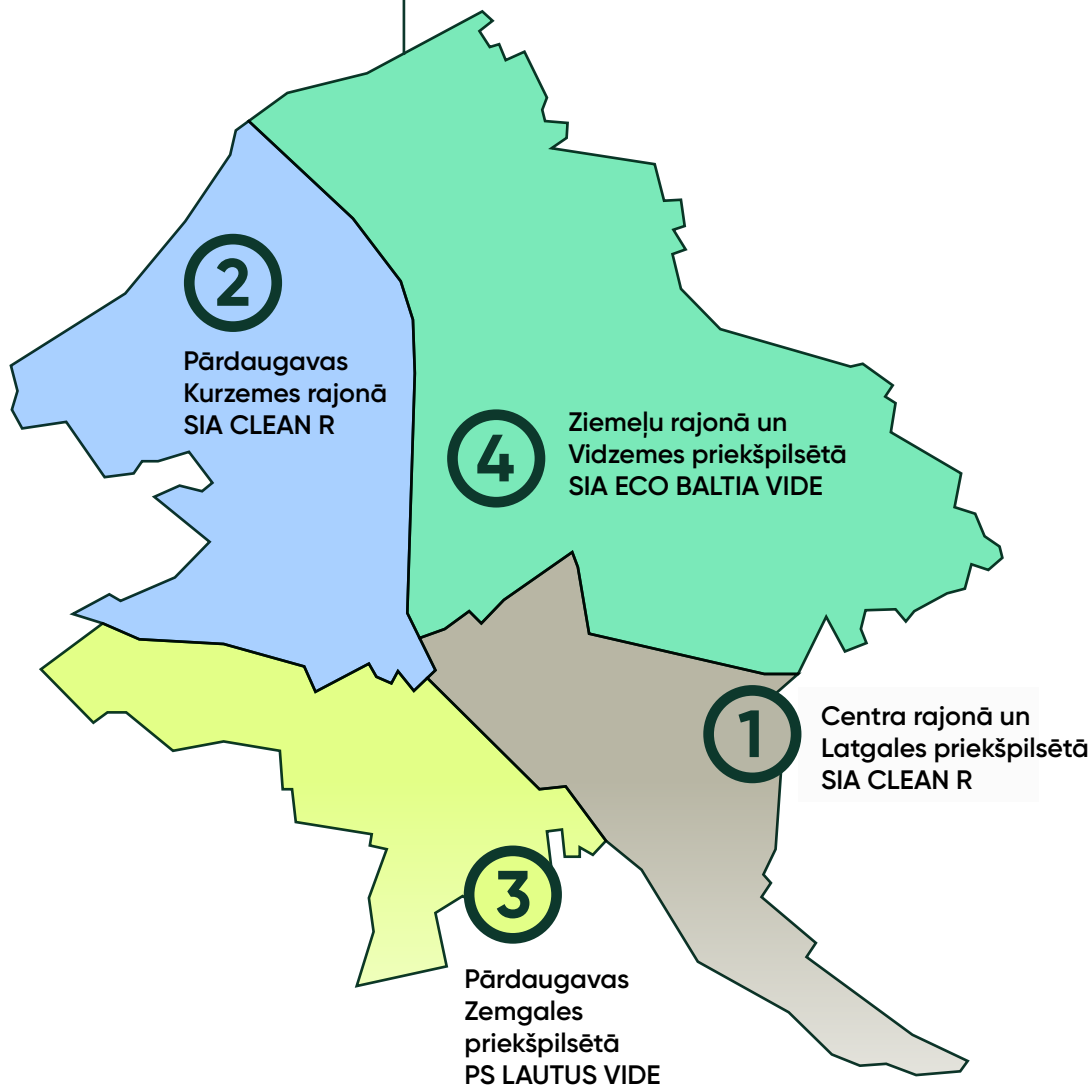 2
Pārdaugavas
Kurzemes rajonā
SIA CLEAN R
4
Ziemeļu rajonā un
Vidzemes priekšpilsētā
SIA ECO BALTIA VIDE
1
Centra rajonā un
Latgales priekšpilsētā
SIA CLEAN R
3
Pārdaugavas
Zemgales
priekšpilsētā
PS LAUTUS VIDE